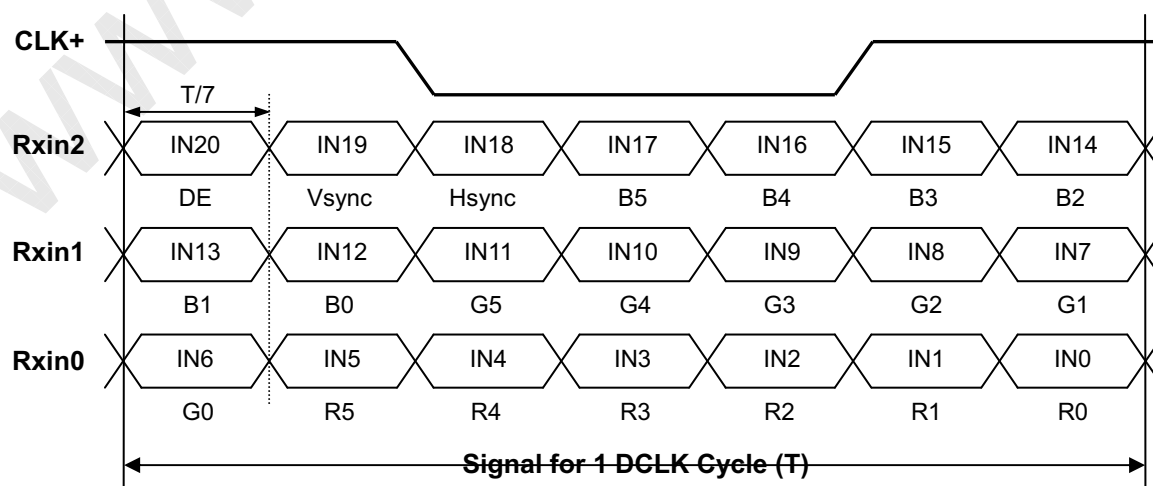 CLK+
T/7
Rxin2 IN20 IN19 IN18 IN17 IN16 IN15 IN14
DE Vsync Hsync B5 B4 B3 B2
Rxin1 IN13 IN12 IN11 IN10 IN9 IN8 IN7
B1 B0 G5 G4 G3 G2 G1
Rxin0 IN6 IN5 IN4 IN3 IN2 IN1 IN0
G0 R5 R4 R3 R2 R1 R0
Signal for 1 DCLK Cycle (T)